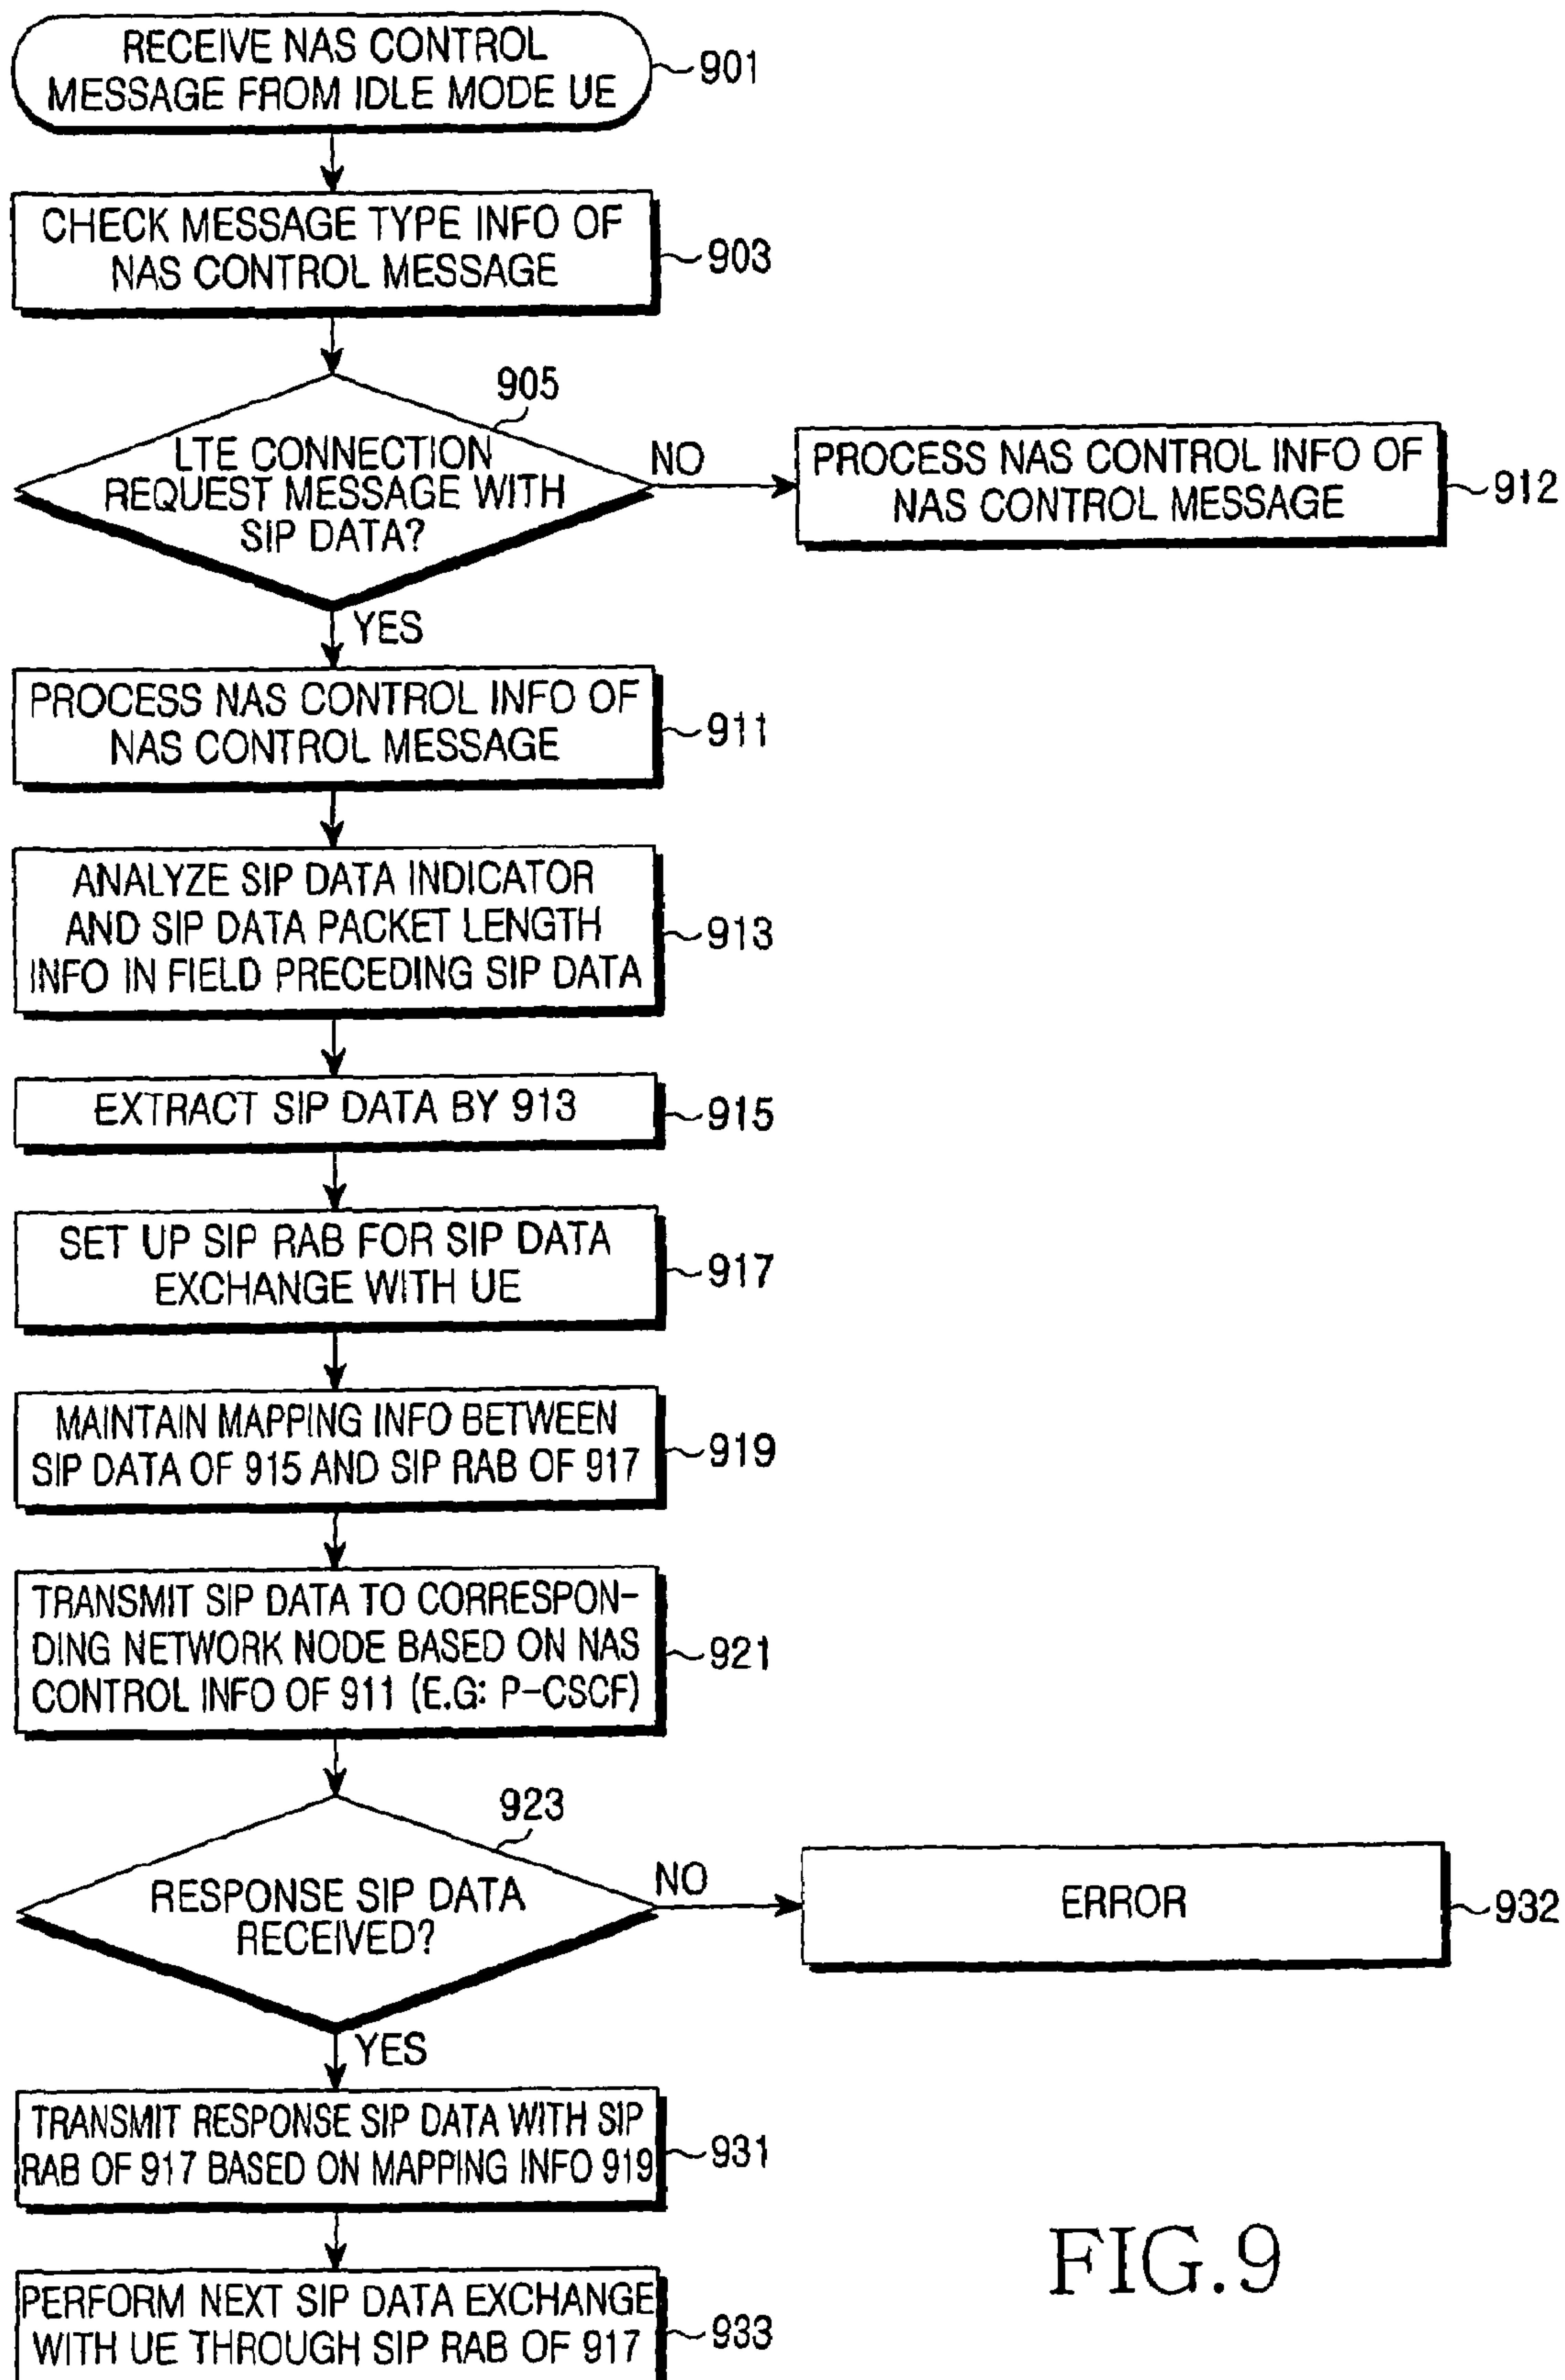 RECEIVE NAS CONTROL
MESSAGE FROM IDLE MODE UE
901
CHECK MESSAGE TYPE INFO OF
NAS CONTROL MESSAGE
903
905
LTE CONNECTION
REQUEST MESSAGE WITH
SIP DATA?
NO
PROCESS NAS CONTROL INFO OF
NAS CONTROL MESSAGE
912
YES
PROCESS NAS CONTROL INFO OF
NAS CONTROL MESSAGE
911
ANALYZE SIP DATA INDICATOR
AND SIP DATA PACKET LENGTH
INFO IN FIELD PRECEDING SIP DATA
913
EXTRACT SIP DATA BY 913
915
SET UP SIP RAB FOR SIP DATA
EXCHANGE WITH UE
917
MAINTAIN MAPPING INFO BETWEEN
SIP DATA OF 915 AND SIP RAB OF 917
919
TRANSMIT SIP DATA TO CORRESPON-
DING NETWORK NODE BASED ON NAS
CONTROL INFO OF 911 (E.G: P-CSCF)
921
923
RESPONSE SIP DATA
RECEIVED?
NO
ERROR
932
YES
TRANSMIT RESPONSE SIP DATA WITH SIP
RAB OF 917 BASED ON MAPPING INFO 919
931
PERFORM NEXT SIP DATA EXCHANGE
WITH UE THROUGH SIP RAB OF 917
933
FIG.9